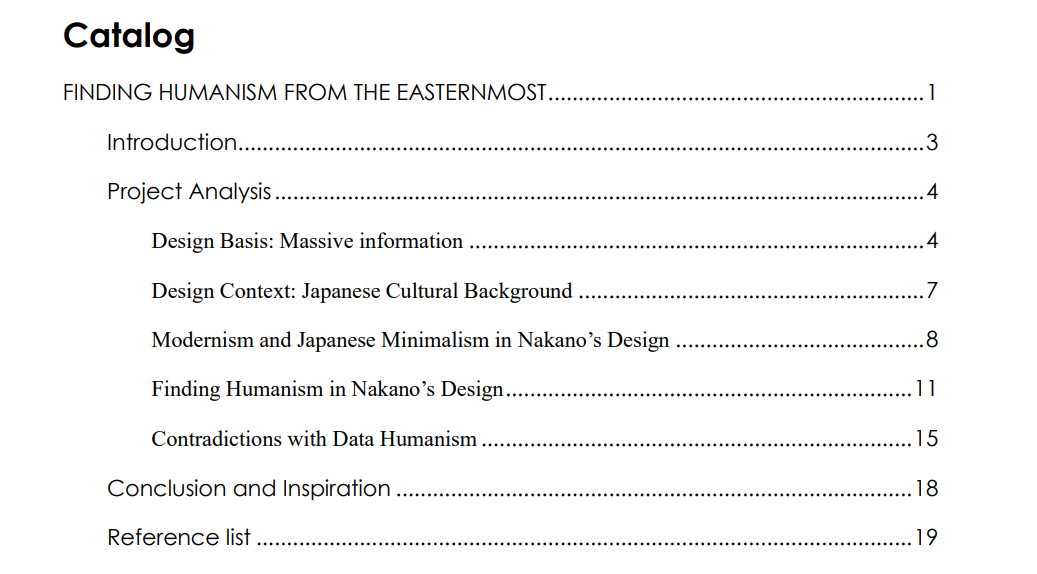 Catalog
FINDING HUMANISM FROM THE EASTERNMOST.............................................................. 1
Introduction.................................................................................................................. 3
Project Analysis ............................................................................................................ 4
Design Basis: Massive information ........................................................................... 4
Design Context: Japanese Cultural Background ......................................................... 7
Modernism and Japanese Minimalism in Nakano’s Design ......................................... 8
Finding Humanism in Nakano’s Design.................................................................... 11
Contradictions with Data Humanism ....................................................................... 15
Conclusion and Inspiration ...................................................................................... 18
Reference list ............................................................................................................. 19